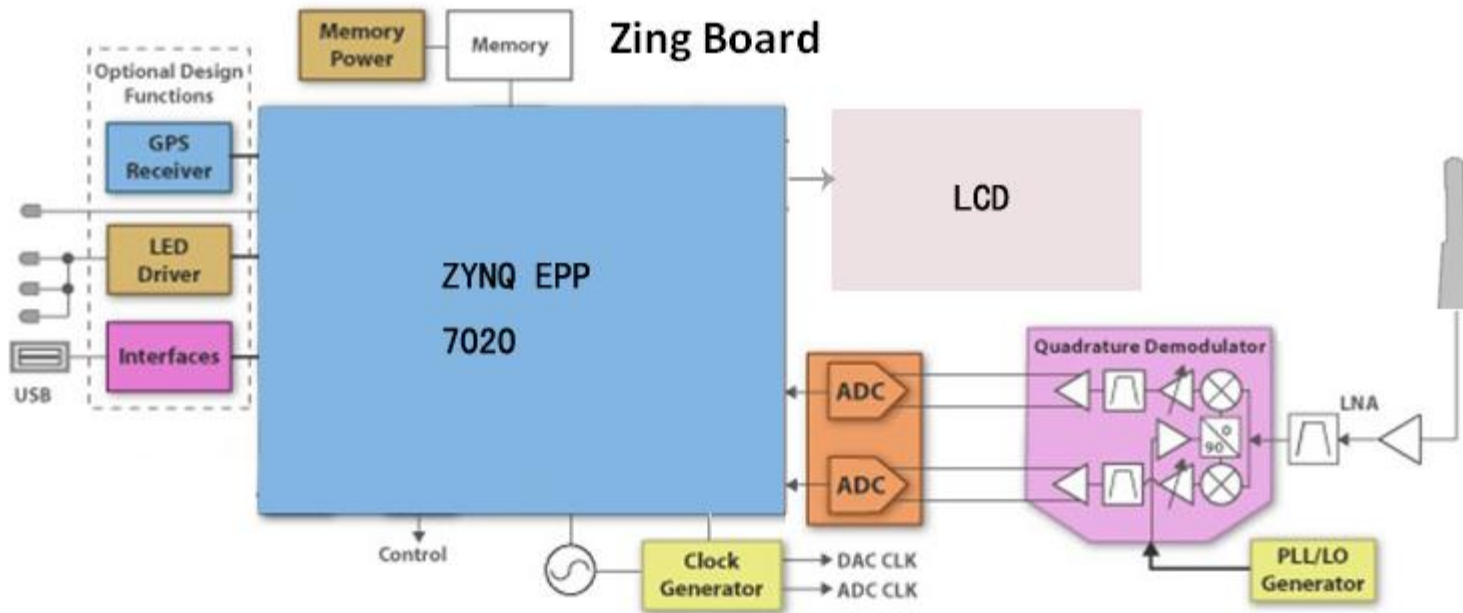 Zing Board
Memory
Power
Memory
Optional Design
Functions
GPS
Receiver
LED
Driver
Interfaces
USB
ZYNQ EPP
7020
LCD
ADC
ADC
Quadrature Demodulator
0
90
LNA
Control
Clock
Generator
DAC CLK
ADC CLK
PLL/LO
Generator